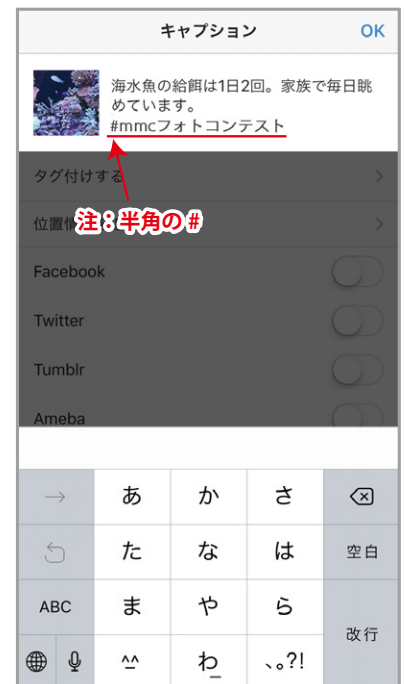 キャプション OK
海水魚の給餌は1日2回。家族で毎日眺
めています。
#mmcフォトコンテスト
タグ付けする
注：半角の#
位置情
Facebook
Twitter
Tumblr
Ameba
→ あ か さ
た な は 空白
ABC ま や ら
改行
^^ わ 、。?!